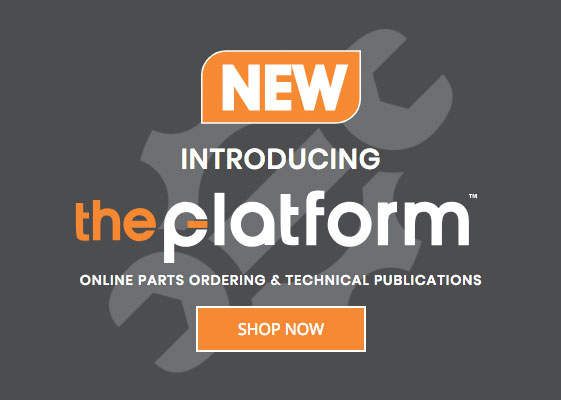 NEW
INTRODUCING
theplatform™
ONLINE PARTS ORDERING & TECHNICAL PUBLICATIONS
SHOP NOW